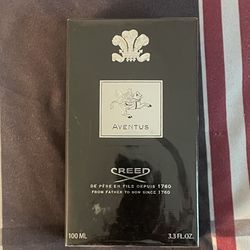 AVENTUS
CREED
DE PÈRE EN FILS DEPUIS 1760
FROM FATHER TO SON SINCE 1760
100 ML 3.3 FL.OZ.